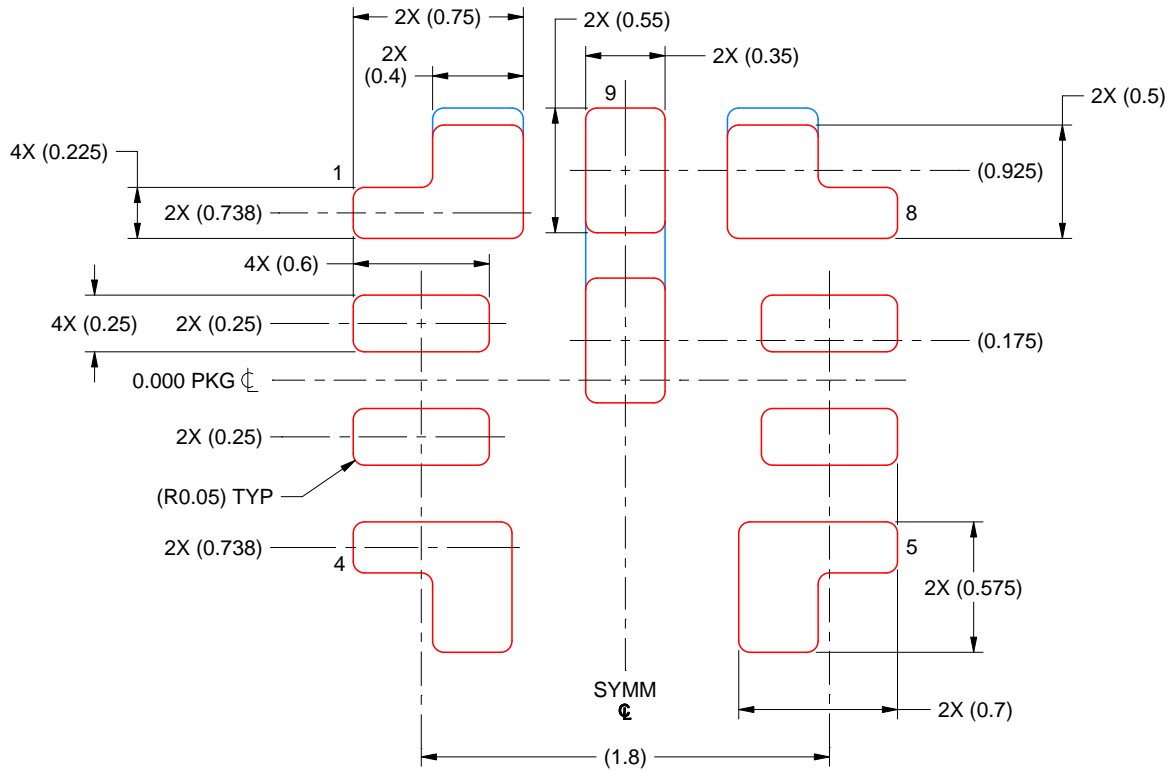 2X (0.75)
2X (0.55)
2X
(0.4)
2X (0.35)
9
2X (0.5)
4X (0.225)
1
(0.925)
2X (0.738)
8
4X (0.6)
4X (0.25)
2X (0.25)
(0.175)
0.000 PKG ℄
2X (0.25)
(R0.05) TYP
2X (0.738)
4
5
2X (0.575)
SYMM
℄
2X (0.7)
(1.8)